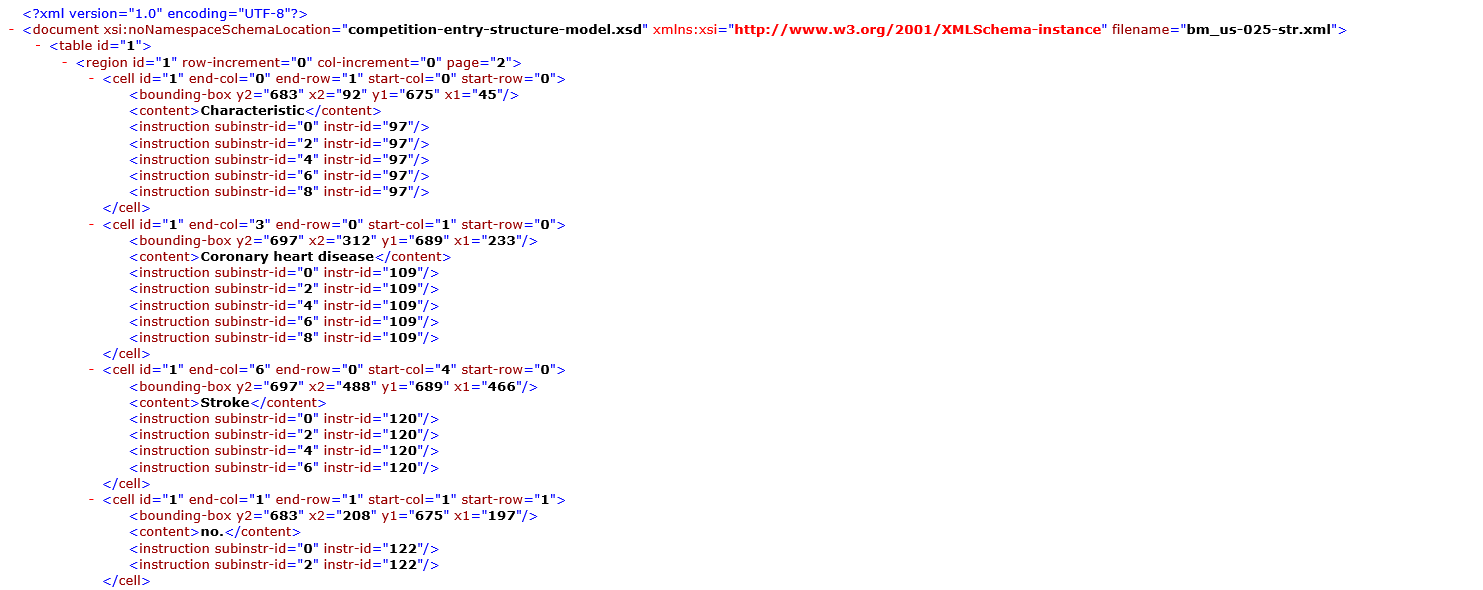 <?xml version="1.0" encoding="UTF-8"?>
- <document xsi:noNamespaceSchemaLocation="competition-entry-structure-model.xsd" xmlns:xsi="http://www.w3.org/2001/XMLSchema-instance" filename="bm_us-025-str.xml">
- <table id="1">
- <region id="1" row-increment="0" col-increment="0" page="2">
- <cell id="1" end-col="0" end-row="1" start-col="0" start-row="0">
<bounding-box y2="683" x2="92" y1="675" x1="45"/>
<content>Characteristic</content>
<instruction subinstr-id="0" instr-id="97"/>
<instruction subinstr-id="2" instr-id="97"/>
<instruction subinstr-id="4" instr-id="97"/>
<instruction subinstr-id="6" instr-id="97"/>
<instruction subinstr-id="8" instr-id="97"/>
</cell>
- <cell id="1" end-col="3" end-row="0" start-col="1" start-row="0">
<bounding-box y2="697" x2="312" y1="689" x1="233"/>
<content>Coronary heart disease</content>
<instruction subinstr-id="0" instr-id="109"/>
<instruction subinstr-id="2" instr-id="109"/>
<instruction subinstr-id="4" instr-id="109"/>
<instruction subinstr-id="6" instr-id="109"/>
<instruction subinstr-id="8" instr-id="109"/>
</cell>
- <cell id="1" end-col="6" end-row="0" start-col="4" start-row="0">
<bounding-box y2="697" x2="488" y1="689" x1="466"/>
<content>Stroke</content>
<instruction subinstr-id="0" instr-id="120"/>
<instruction subinstr-id="2" instr-id="120"/>
<instruction subinstr-id="4" instr-id="120"/>
<instruction subinstr-id="6" instr-id="120"/>
</cell>
- <cell id="1" end-col="1" end-row="1" start-col="1" start-row="1">
<bounding-box y2="683" x2="208" y1="675" x1="197"/>
<content>no.</content>
<instruction subinstr-id="0" instr-id="122"/>
<instruction subinstr-id="2" instr-id="122"/>
</cell>